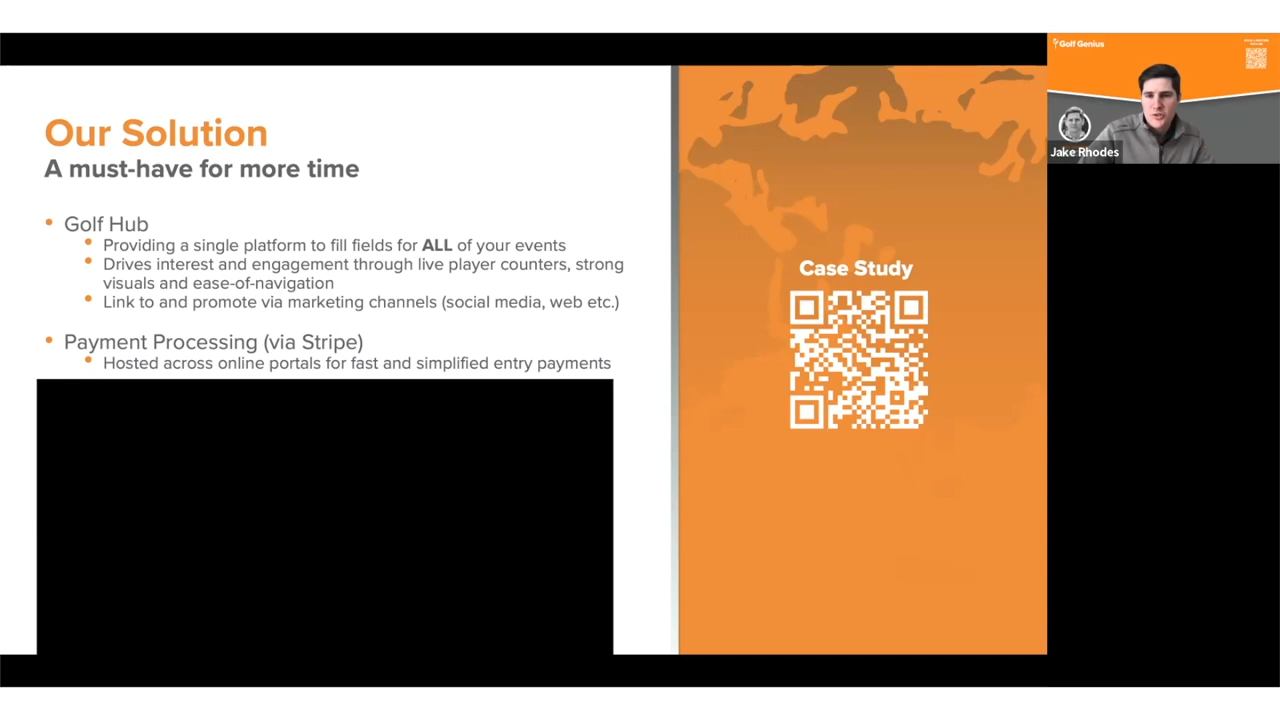 Our Solution
A must-have for more time
Golf Hub
Providing a single platform to fill fields for ALL of your events
Drives interest and engagement through live player counters, strong
visuals and ease-of-navigation
Link to and promote via marketing channels (social media, web etc.)
Payment Processing (via Stripe)
Hosted across online portals for fast and simplified entry payments
Case Study
Golf Genius
Jake Rhodes